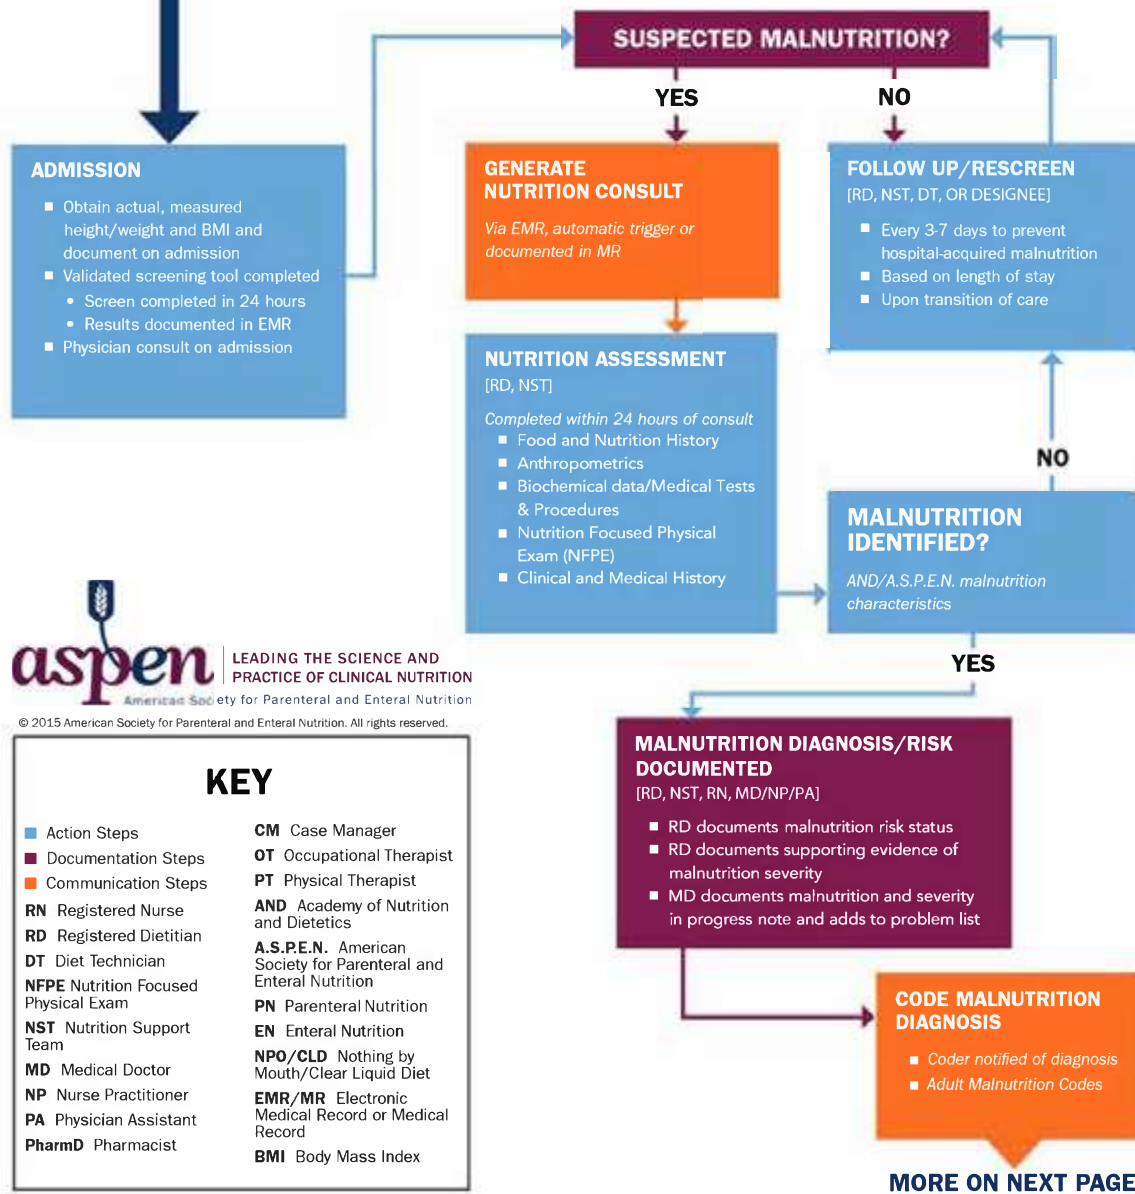 SUSPECTED MALNUTRITION?
YES
NO
ADMISSION
■ Obtain actual, measured
height/weight and BMI and
document on admission
■ Validated screening tool completed
• Screen completed in 24 hours
• Results documented in EMR
■ Physician consult on admission
GENERATE
NUTRITION CONSULT
Via EMR, automatic trigger or
documented in MR
FOLLOW UP/RESCREEN
[RD, NST, DT, OR DESIGNEE]
■ Every 3-7 days to prevent
hospital-acquired malnutrition
■ Based on length of stay
■ Upon transition of care
NUTRITION ASSESSMENT
[RD, NST]
Completed within 24 hours of consult
■ Food and Nutrition History
■ Anthropometrics
■ Biochemical data/Medical Tests
& Procedures
■ Nutrition Focused Physical
Exam (NFPE)
■ Clinical and Medical History
NO
MALNUTRITION
IDENTIFIED?
AND/A.S.P.E.N. malnutrition
characteristics
YES
MALNUTRITION DIAGNOSIS/RISK
DOCUMENTED
[RD, NST, RN, MD/NP/PA]
■ RD documents malnutrition risk status
■ RD documents supporting evidence of
malnutrition severity
■ MD documents malnutrition and severity
in progress note and adds to problem list
CODE MALNUTRITION
DIAGNOSIS
■ Coder notified of diagnosis
■ Adult Malnutrition Codes
MORE ON NEXT PAGE
aspen
LEADING THE SCIENCE AND
PRACTICE OF CLINICAL NUTRITION
American Society for Parenteral and Enteral Nutrition
© 2015 American Society for Parenteral and Enteral Nutrition. All rights reserved.
KEY
Action Steps
Documentation Steps
Communication Steps
RN Registered Nurse
RD Registered Dietitian
DT Diet Technician
NFPE Nutrition Focused
Physical Exam
NST Nutrition Support
Team
MD Medical Doctor
NP Nurse Practitioner
PA Physician Assistant
PharmD Pharmacist
CM Case Manager
OT Occupational Therapist
PT Physical Therapist
AND Academy of Nutrition
and Dietetics
A.S.P.E.N. American
Society for Parenteral and
Enteral Nutrition
PN Parenteral Nutrition
EN Enteral Nutrition
NPO/CLD Nothing by
Mouth/Clear Liquid Diet
EMR/MR Electronic
Medical Record or Medical
Record
BMI Body Mass Index